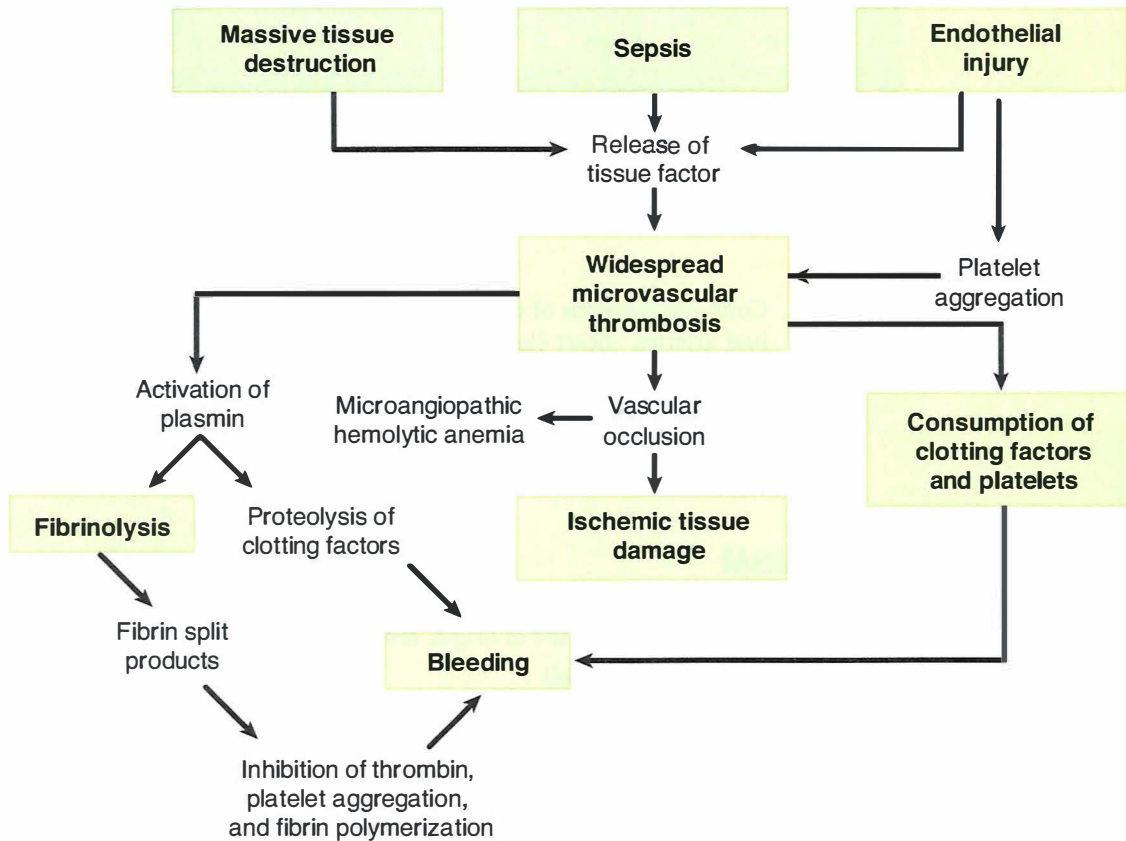 Massive tissue
destruction
Sepsis
Endothelial
injury
Release of
tissue factor
Widespread
microvascular
thrombosis
Platelet
aggregation
Activation of
plasmin
Microangiopathic
hemolytic anemia
Vascular
occlusion
Consumption of
clotting factors
and platelets
Fibrinolysis
Proteolysis of
clotting factors
Ischemic tissue
damage
Fibrin split
products
Bleeding
Inhibition of thrombin,
platelet aggregation,
and fibrin polymerization